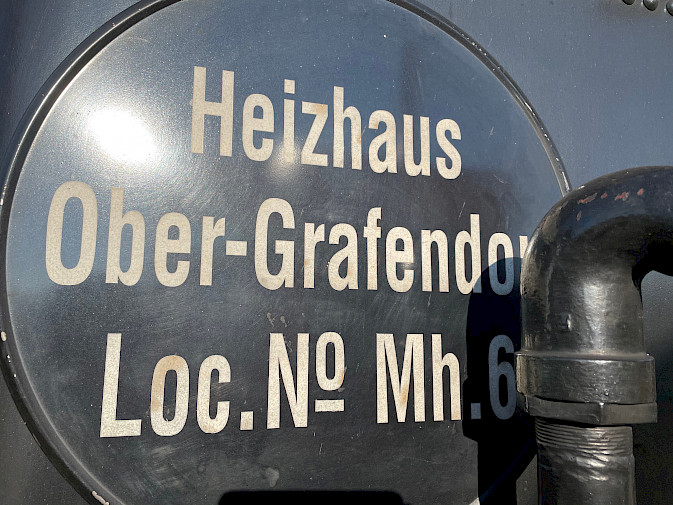 Heizhaus
Ober-Grafendor
Loc.Nº Mh.6